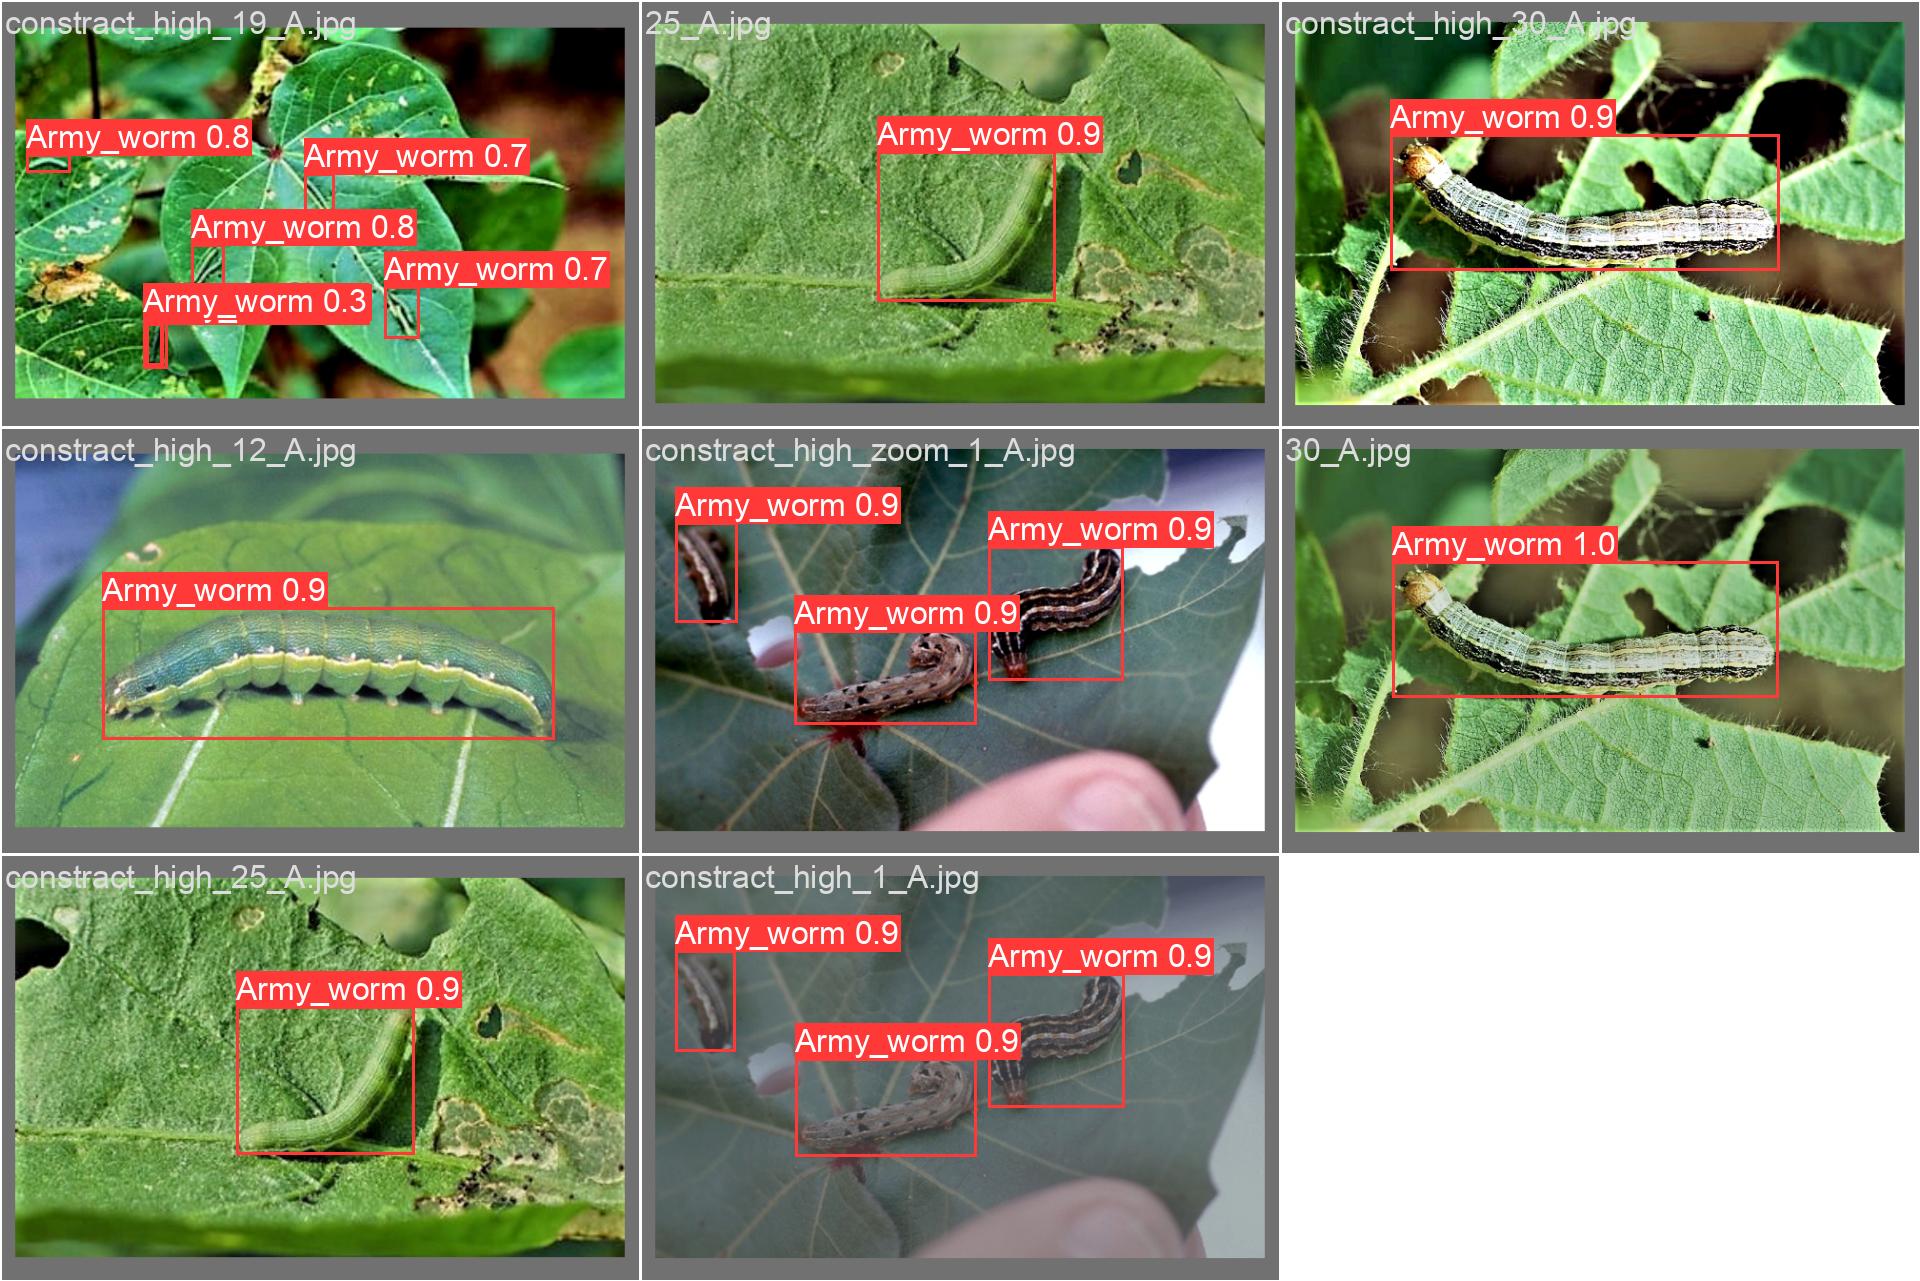 constract_high_19_A.jpg
Army_worm 0.8
Army_worm 0.7
Army_worm 0.8
Army_worm 0.7
Army_worm 0.3
25_A.jpg
Army_worm 0.9
constract_high_30_A.jpg
Army_worm 0.9
constract_high_12_A.jpg
Army_worm 0.9
constract_high_zoom_1_A.jpg
Army_worm 0.9
Army_worm 0.9
Army_worm 0.9
30_A.jpg
Army_worm 1.0
constract_high_25_A.jpg
Army_worm 0.9
constract_high_1_A.jpg
Army_worm 0.9
Army_worm 0.9
Army_worm 0.9